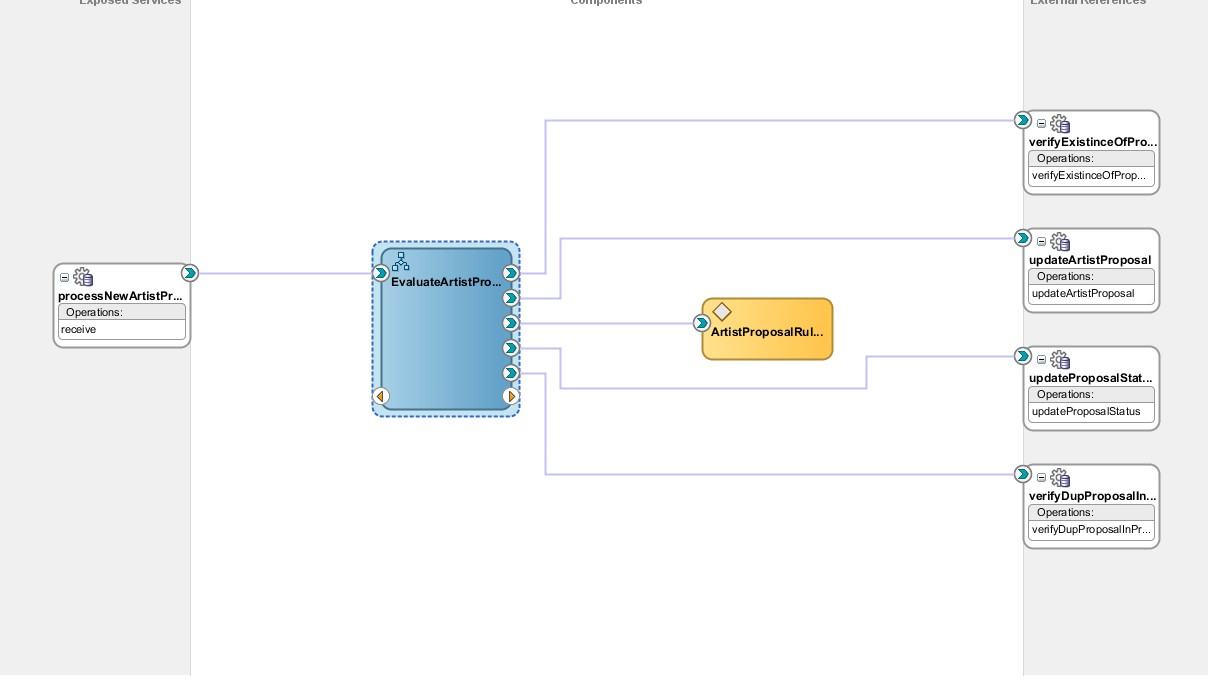 Exposed Services
Components
External References
processNewArtistPr...
Operations:
receive
EvaluateArtistPro...
ArtistProposalRul...
verifyExistinceOfPro...
Operations:
verifyExistinceOfProp...
updateArtistProposal
Operations:
updateArtistProposal
updateProposalStat...
Operations:
updateProposalStatus
verifyDupProposalIn...
Operations:
verifyDupProposalInPr...